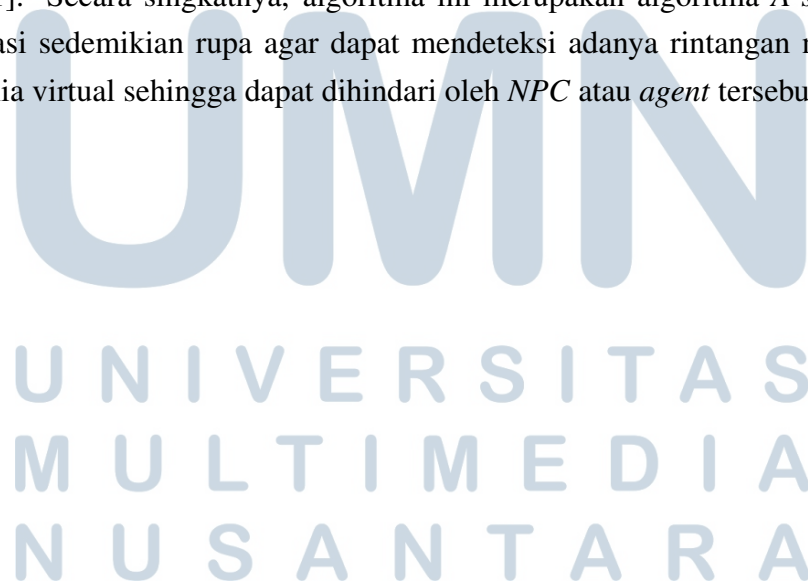 ]. Secara singkatnya, algoritma ini merupakan algoritma A s
asi sedemikian rupa agar dapat mendeteksi adanya rintangan
ia virtual sehingga dapat dihindari oleh NPC atau agent tersebu
UMN
UNIVERSITAS
MULTIMEDIA
NUSANTARA